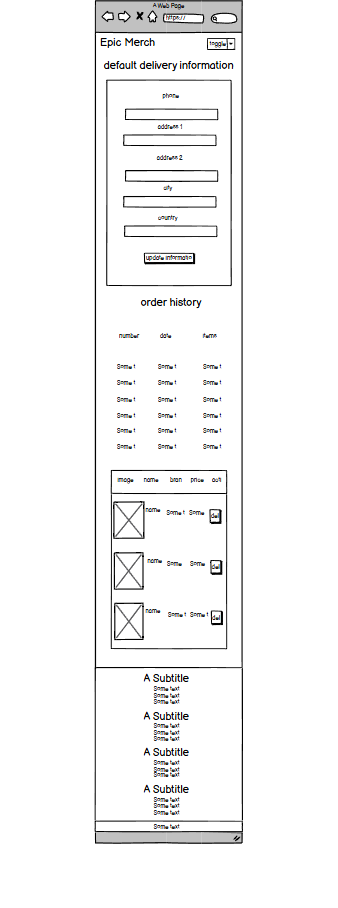 A Web Page
https://
Epic Merch
toggle
default delivery information
phone
address 1
address 2
city
country
update informatio
order history
number date items
Some t Some t Some t
Some t Some t Some t
Some t Some t Some t
Some t Some t Some t
Some t Some t Some t
Some t Some t Some t
image name bran price acti
name Some t Some del
name Some Some del
name Some t Some t del
A Subtitle
Some text
Some text
Some text
A Subtitle
Some text
Some text
Some text
A Subtitle
Some text
Some text
Some text
A Subtitle
Some text
Some text
Some text
Some text